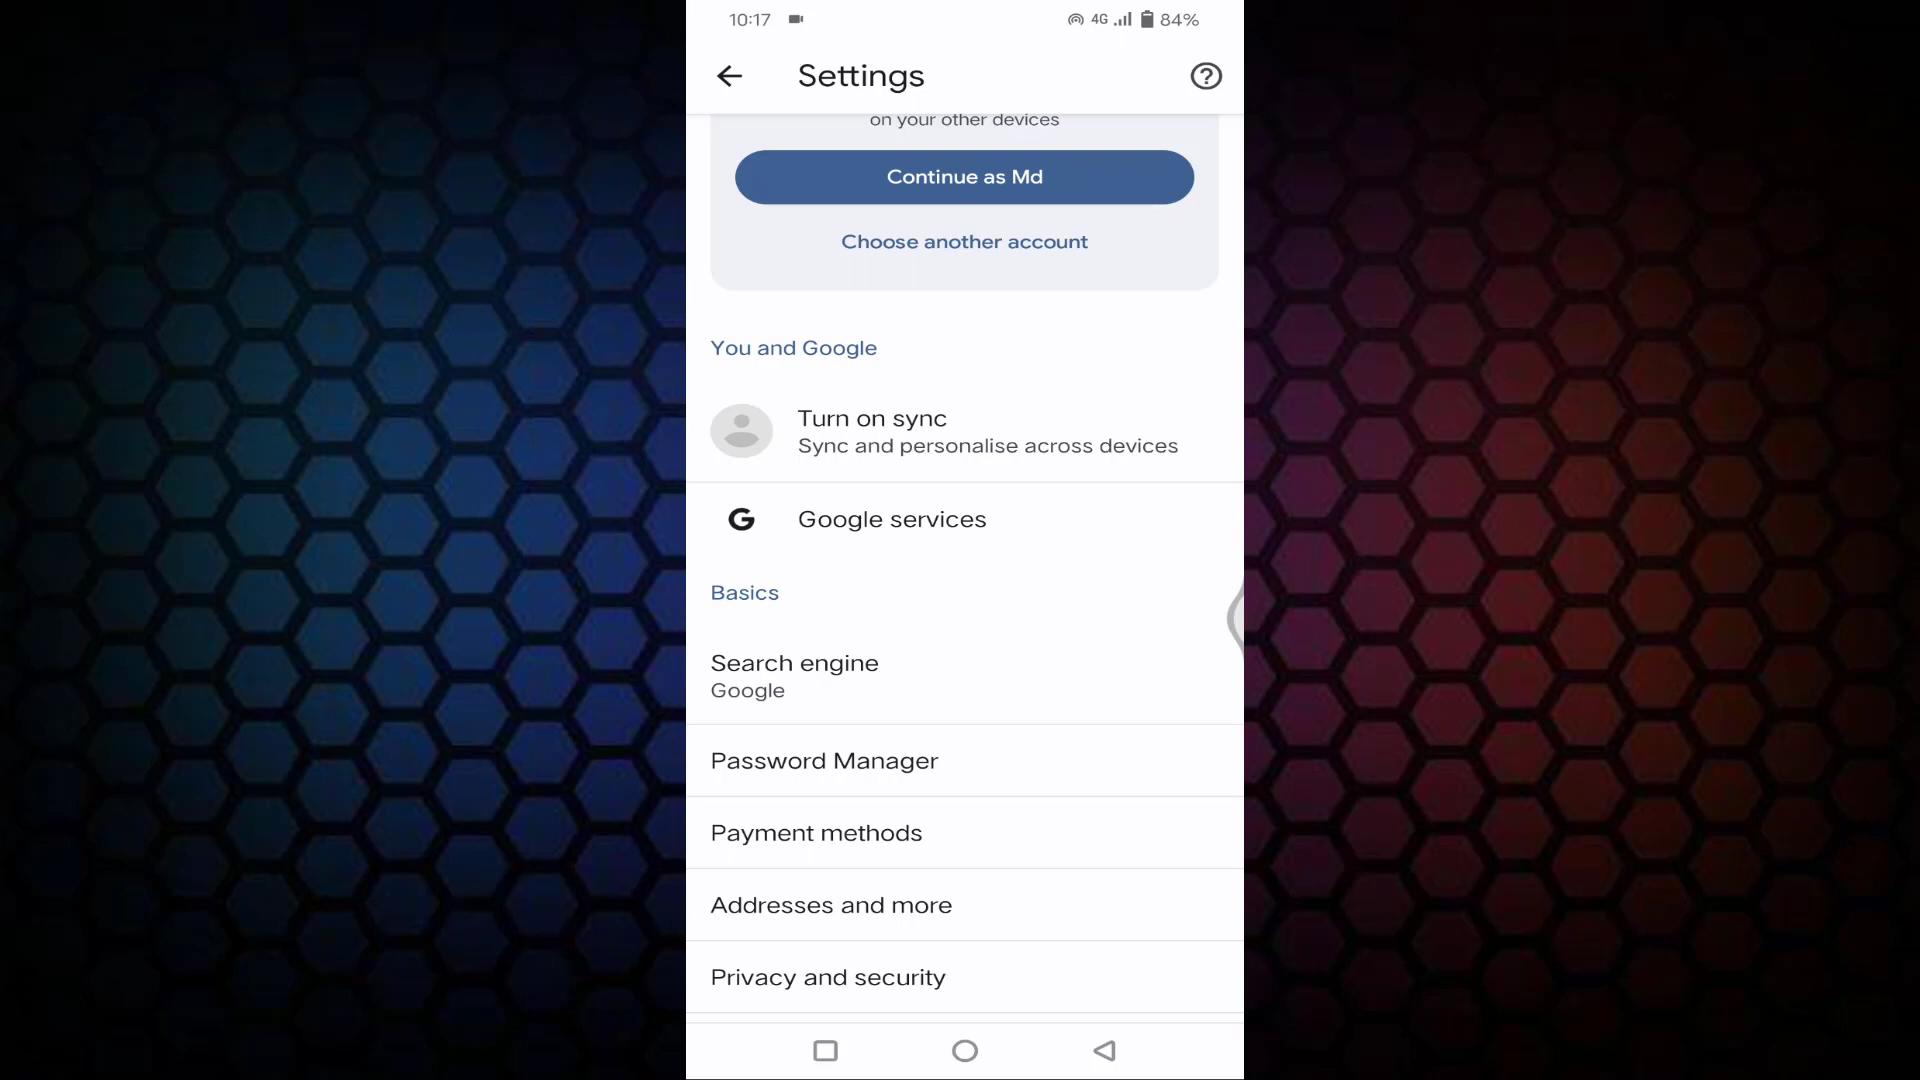 10:17
4G 84%
Settings
on your other devices
Continue as Md
Choose another account
You and Google
Turn on sync
Sync and personalise across devices
Google services
Basics
Search engine
Google
Password Manager
Payment methods
Addresses and more
Privacy and security